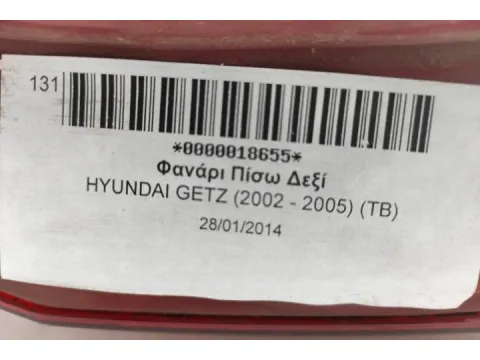 131
*0000018655*
Φανάρι Πίσω Δεξί
HYUNDAI GETZ (2002 - 2005) (TB)
28/01/2014